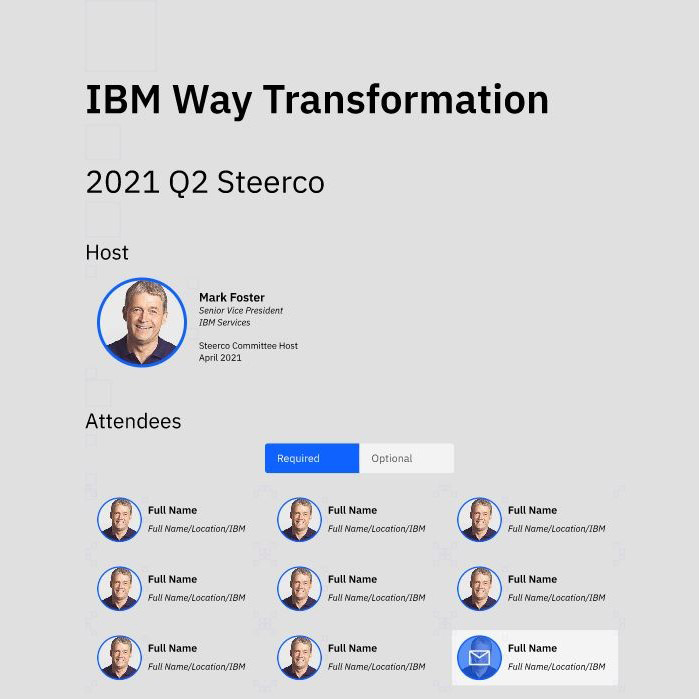 IBM Way Transformation
2021 Q2 Steerco
Host
Mark Foster
Senior Vice President
IBM Services
Steerco Committee Host
April 2021
Attendees
Required Optional
Full Name Full Name Full Name
Full Name/Location/IBM Full Name/Location/IBM Full Name/Location/IBM
Full Name Full Name Full Name
Full Name/Location/IBM Full Name/Location/IBM Full Name/Location/IBM
Full Name Full Name Full Name
Full Name/Location/IBM Full Name/Location/IBM Full Name/Location/IBM